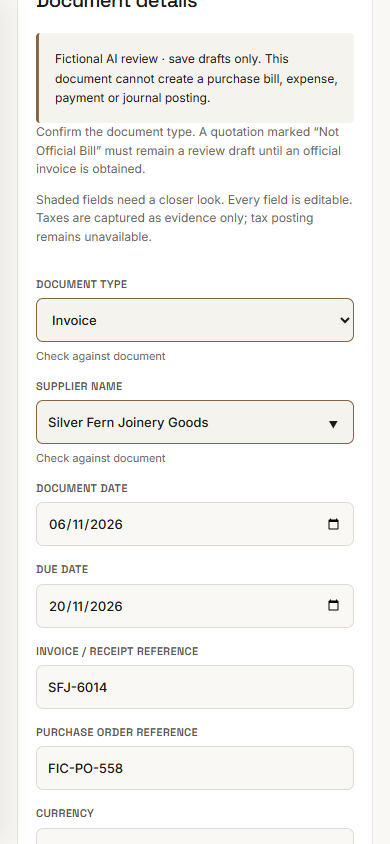 Document details
Fictional AI review · save drafts only. This
document cannot create a purchase bill, expense,
payment or journal posting.
Confirm the document type. A quotation marked “Not
Official Bill” must remain a review draft until an official
invoice is obtained.
Shaded fields need a closer look. Every field is editable.
Taxes are captured as evidence only; tax posting
remains unavailable.
DOCUMENT TYPE
Invoice
Check against document
SUPPLIER NAME
Silver Fern Joinery Goods
Check against document
DOCUMENT DATE
06/11/2026
DUE DATE
20/11/2026
INVOICE / RECEIPT REFERENCE
SFJ-6014
PURCHASE ORDER REFERENCE
FIC-PO-558
CURRENCY